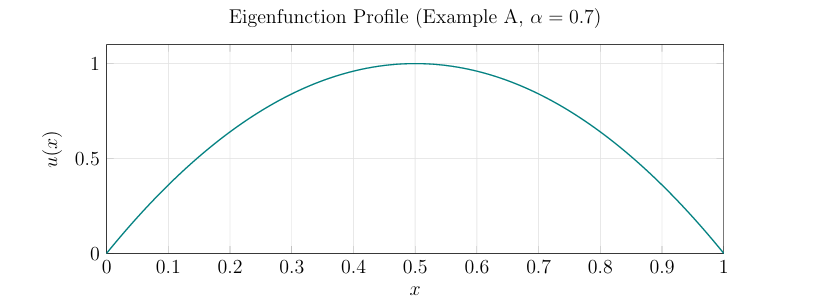 Eigenfunction Profile (Example A, α = 0.7)
1
0.5
0
u(x)
0 0.1 0.2 0.3 0.4 0.5 0.6 0.7 0.8 0.9 1
x